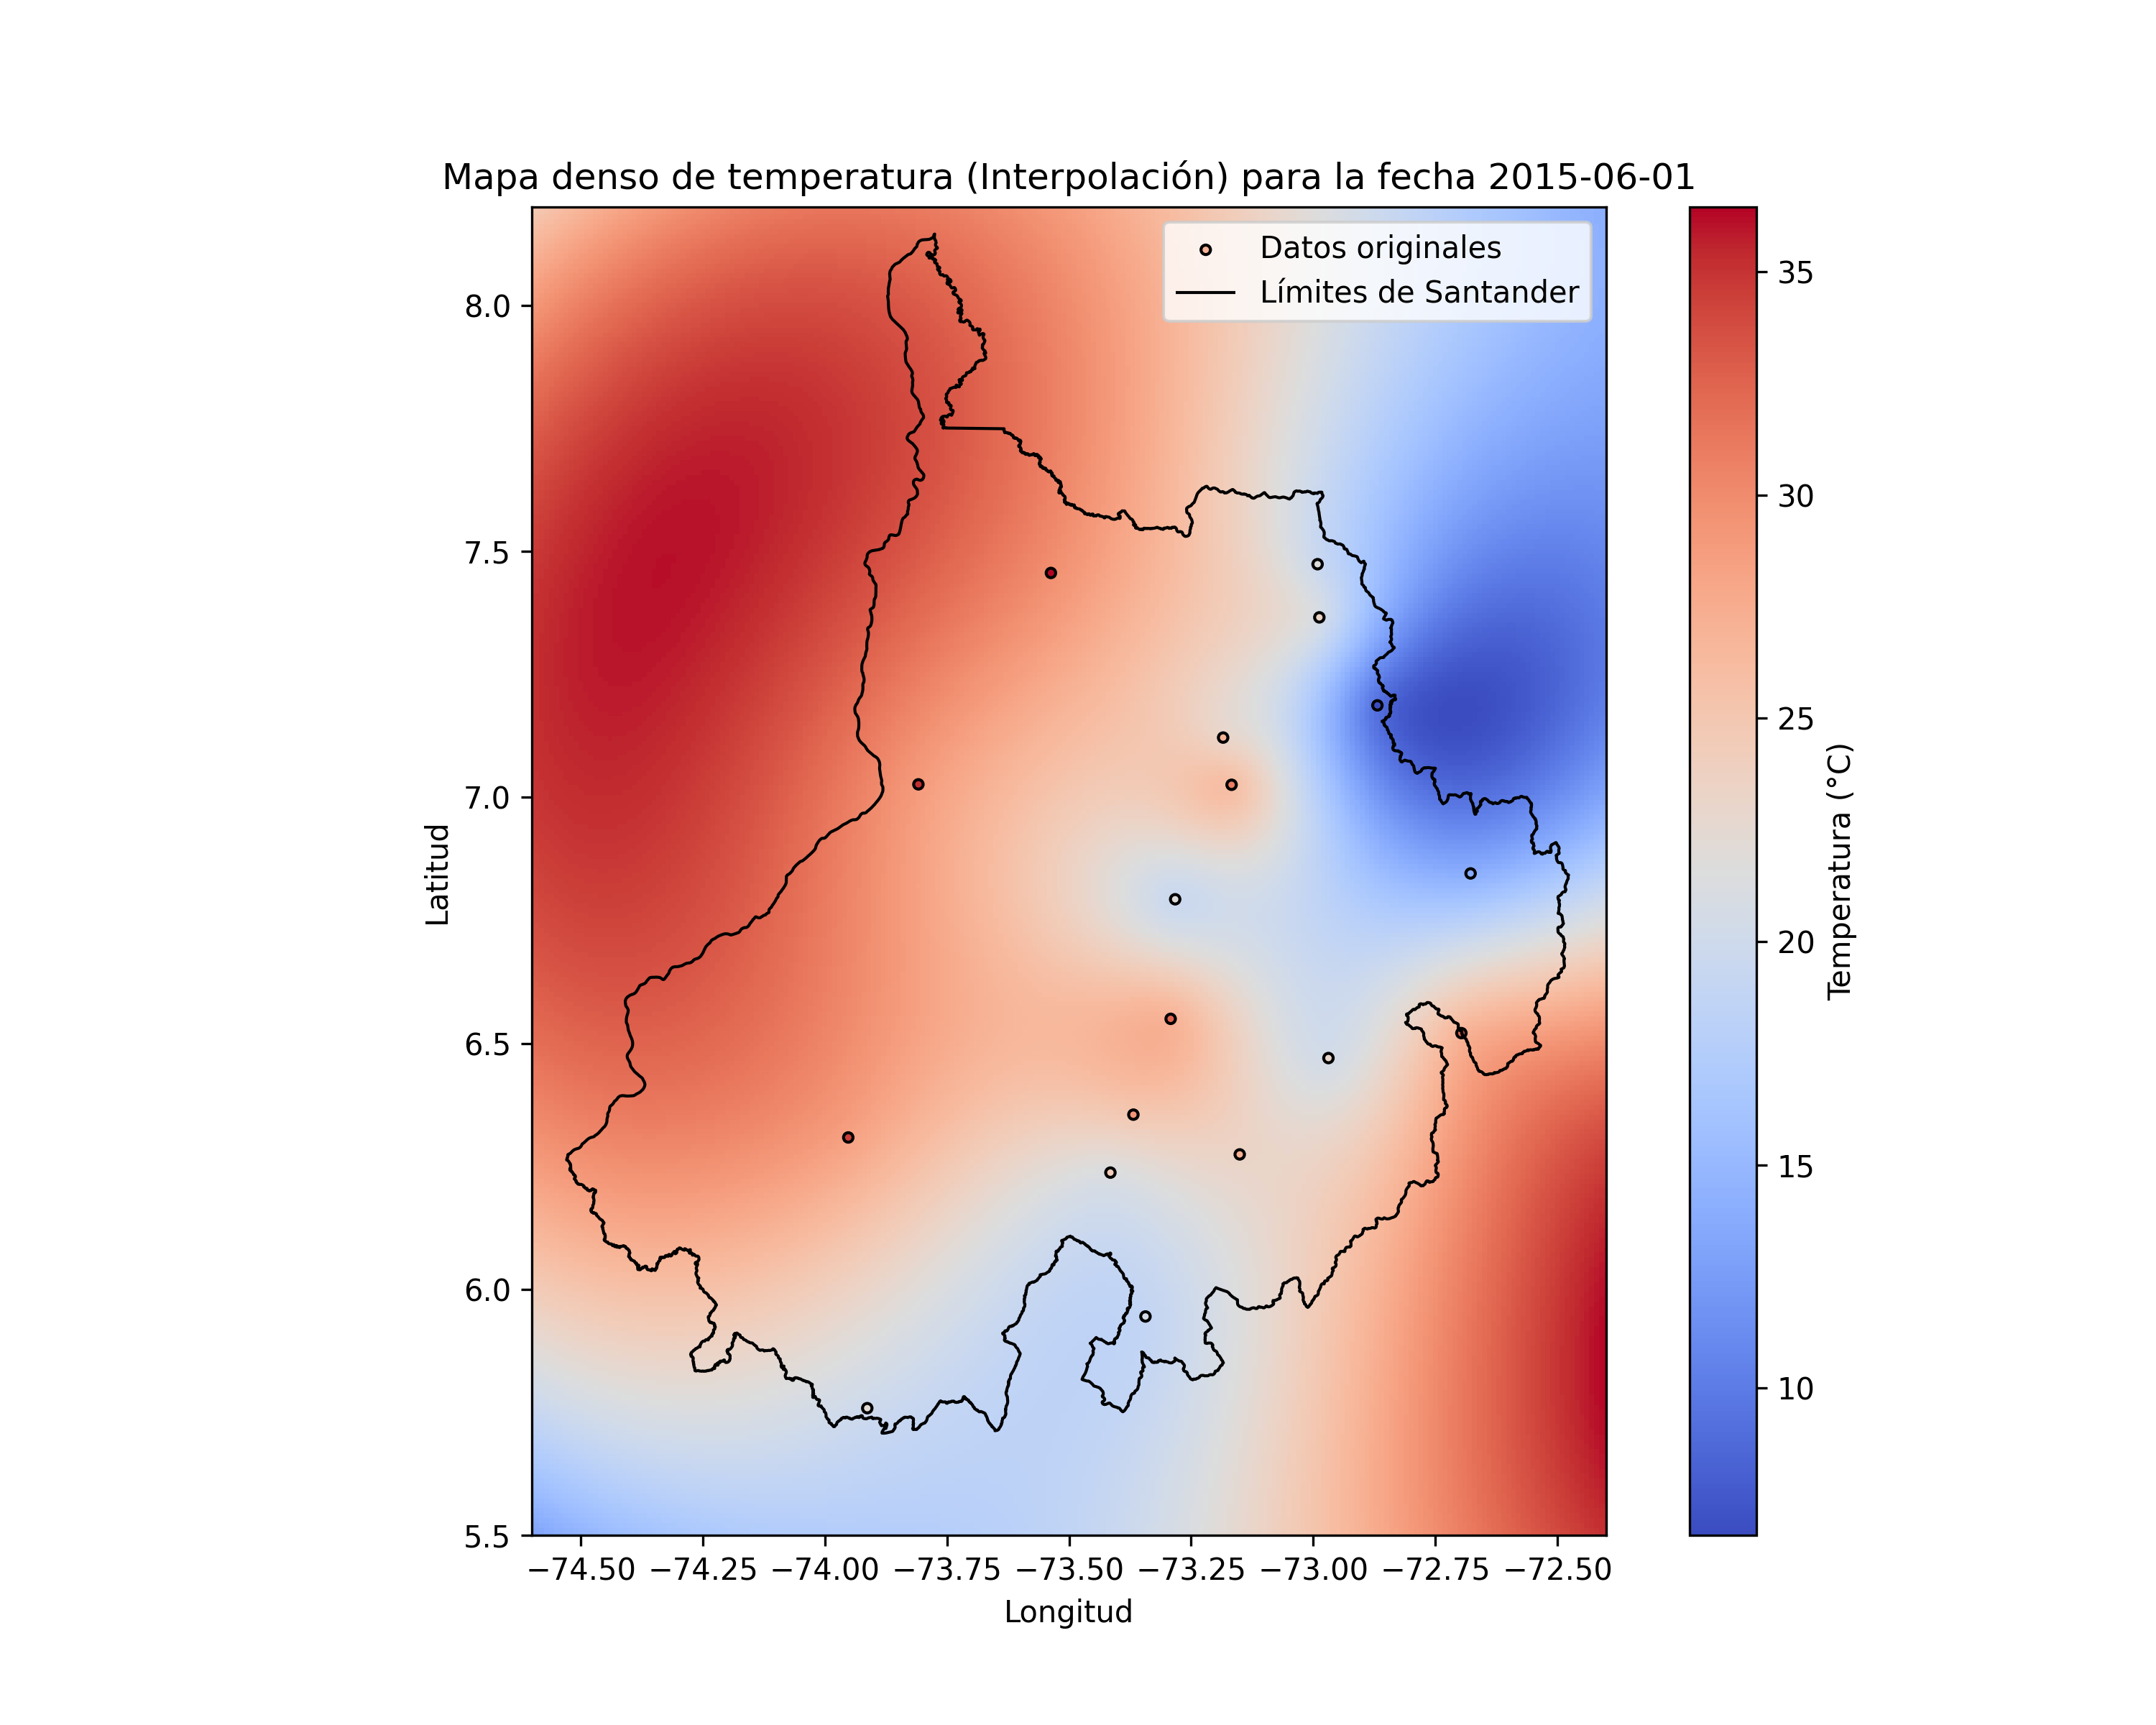 Mapa denso de temperatura (Interpolación) para la fecha 2015-06-01
Datos originales
Límites de Santander
8.0
7.5
7.0
6.5
6.0
5.5
Latitud
−74.50 −74.25 −74.00 −73.75 −73.50 −73.25 −73.00 −72.75 −72.50
Longitud
35
30
25
20
15
10
Temperatura (°C)